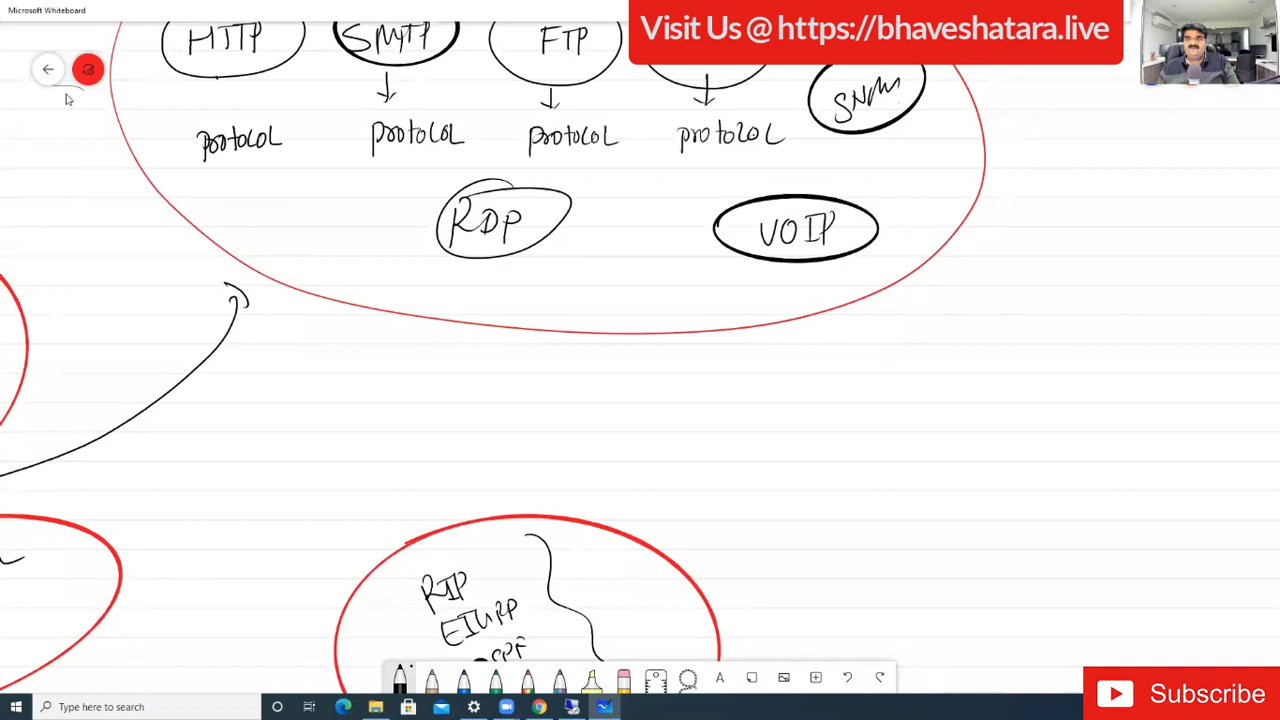 Microsoft Whiteboard
Visit Us @ https://bhaveshatara.live
HTTP SMTP FTP
SNMP
protocol protocol protocol protocol
RDP VOIP
RIP
EIGRP
OSPF
Subscribe
Type here to search